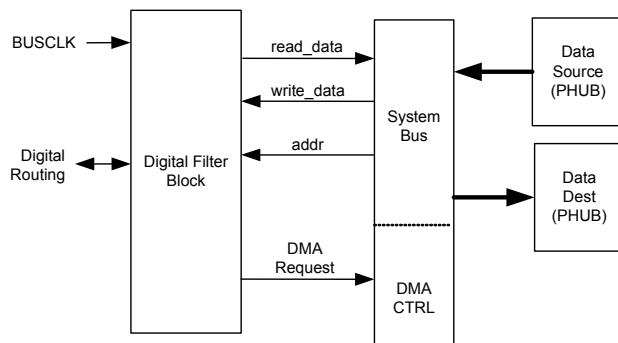 BUSCLK
Digital
Routing
Digital Filter
Block
read_data
write_data
addr
DMA
Request
System
Bus
DMA
CTRL
Data
Source
(PHUB)
Data
Dest
(PHUB)